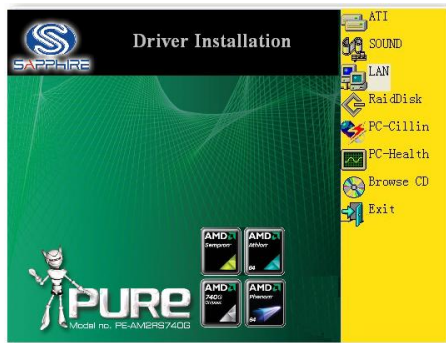 SAPPHIRE
Driver Installation
ATI
SOUND
LAN
RaidDisk
PC-Cillin
PC-Health
Browse CD
Exit
AMD
Sempron
AMD
Athlon
64
AMD
740G
AMD
Phenom
64
PURE
Model no. PE-AM2RS740G